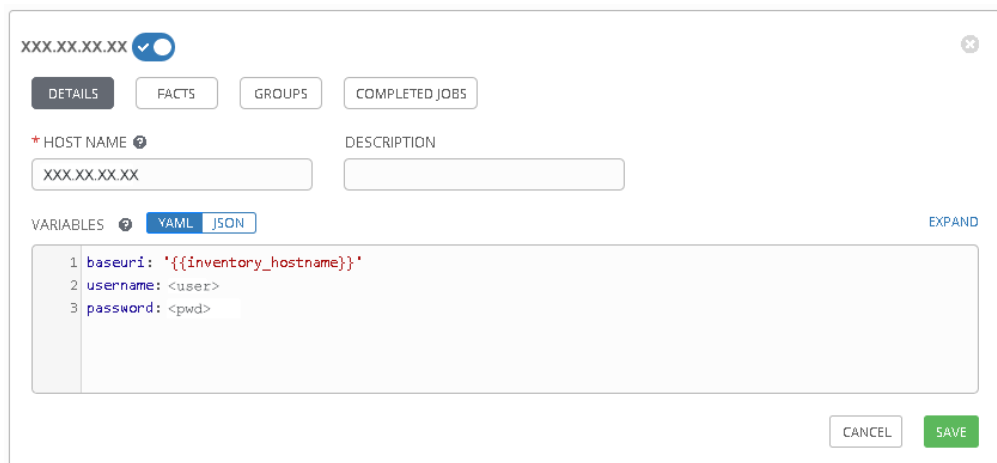 XXX.XX.XX.XX
DETAILS FACTS GROUPS COMPLETED JOBS
* HOST NAME ? DESCRIPTION
XXX.XX.XX.XX
VARIABLES ? YAML JSON EXPAND
1 baseuri: '{{inventory_hostname}}'
2 username: <user>
3 password: <pwd>
CANCEL SAVE